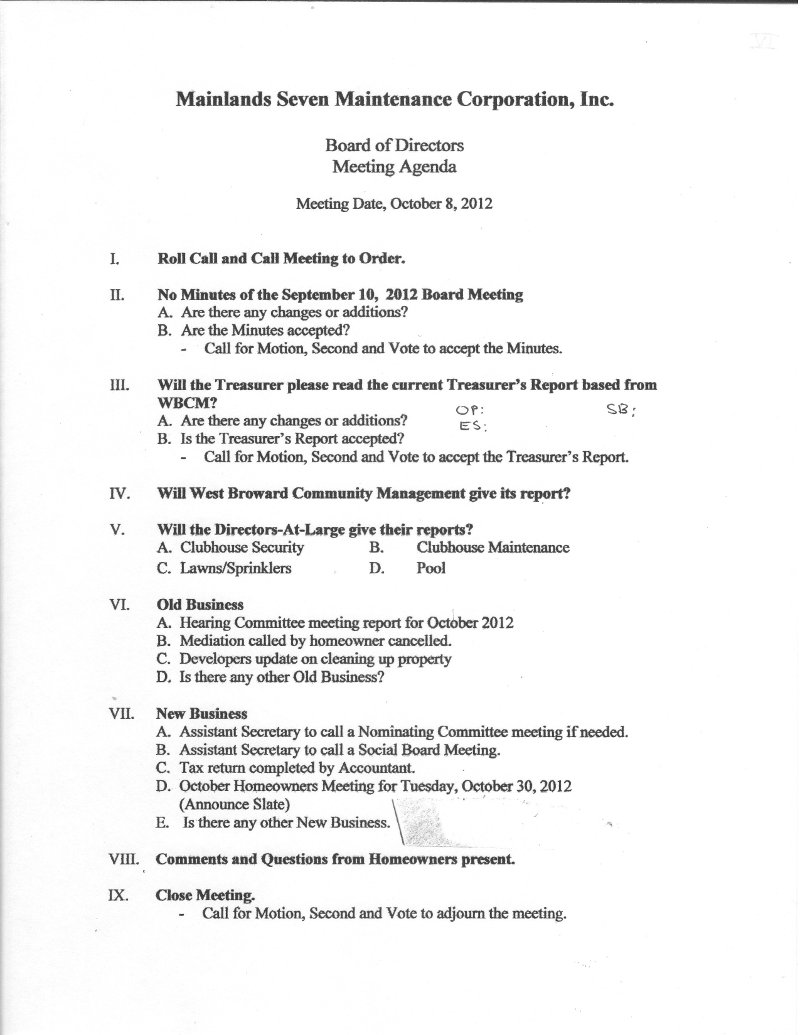 VI
Mainlands Seven Maintenance Corporation, Inc.
Board of Directors
Meeting Agenda
Meeting Date, October 8, 2012
I. Roll Call and Call Meeting to Order.
II. No Minutes of the September 10, 2012 Board Meeting
A. Are there any changes or additions?
B. Are the Minutes accepted?
- Call for Motion, Second and Vote to accept the Minutes.
III. Will the Treasurer please read the current Treasurer's Report based from
WBCM?
OP: SB:
A. Are there any changes or additions?
ES:
B. Is the Treasurer's Report accepted?
- Call for Motion, Second and Vote to accept the Treasurer's Report.
IV. Will West Broward Community Management give its report?
V. Will the Directors-At-Large give their reports?
A. Clubhouse Security B. Clubhouse Maintenance
C. Lawns/Sprinklers D. Pool
VI. Old Business
A. Hearing Committee meeting report for October 2012
B. Mediation called by homeowner cancelled.
C. Developers update on cleaning up property
D. Is there any other Old Business?
VII. New Business
A. Assistant Secretary to call a Nominating Committee meeting if needed.
B. Assistant Secretary to call a Social Board Meeting.
C. Tax return completed by Accountant.
D. October Homeowners Meeting for Tuesday, October 30, 2012
(Announce Slate)
E. Is there any other New Business.
VIII. Comments and Questions from Homeowners present.
IX. Close Meeting.
- Call for Motion, Second and Vote to adjourn the meeting.